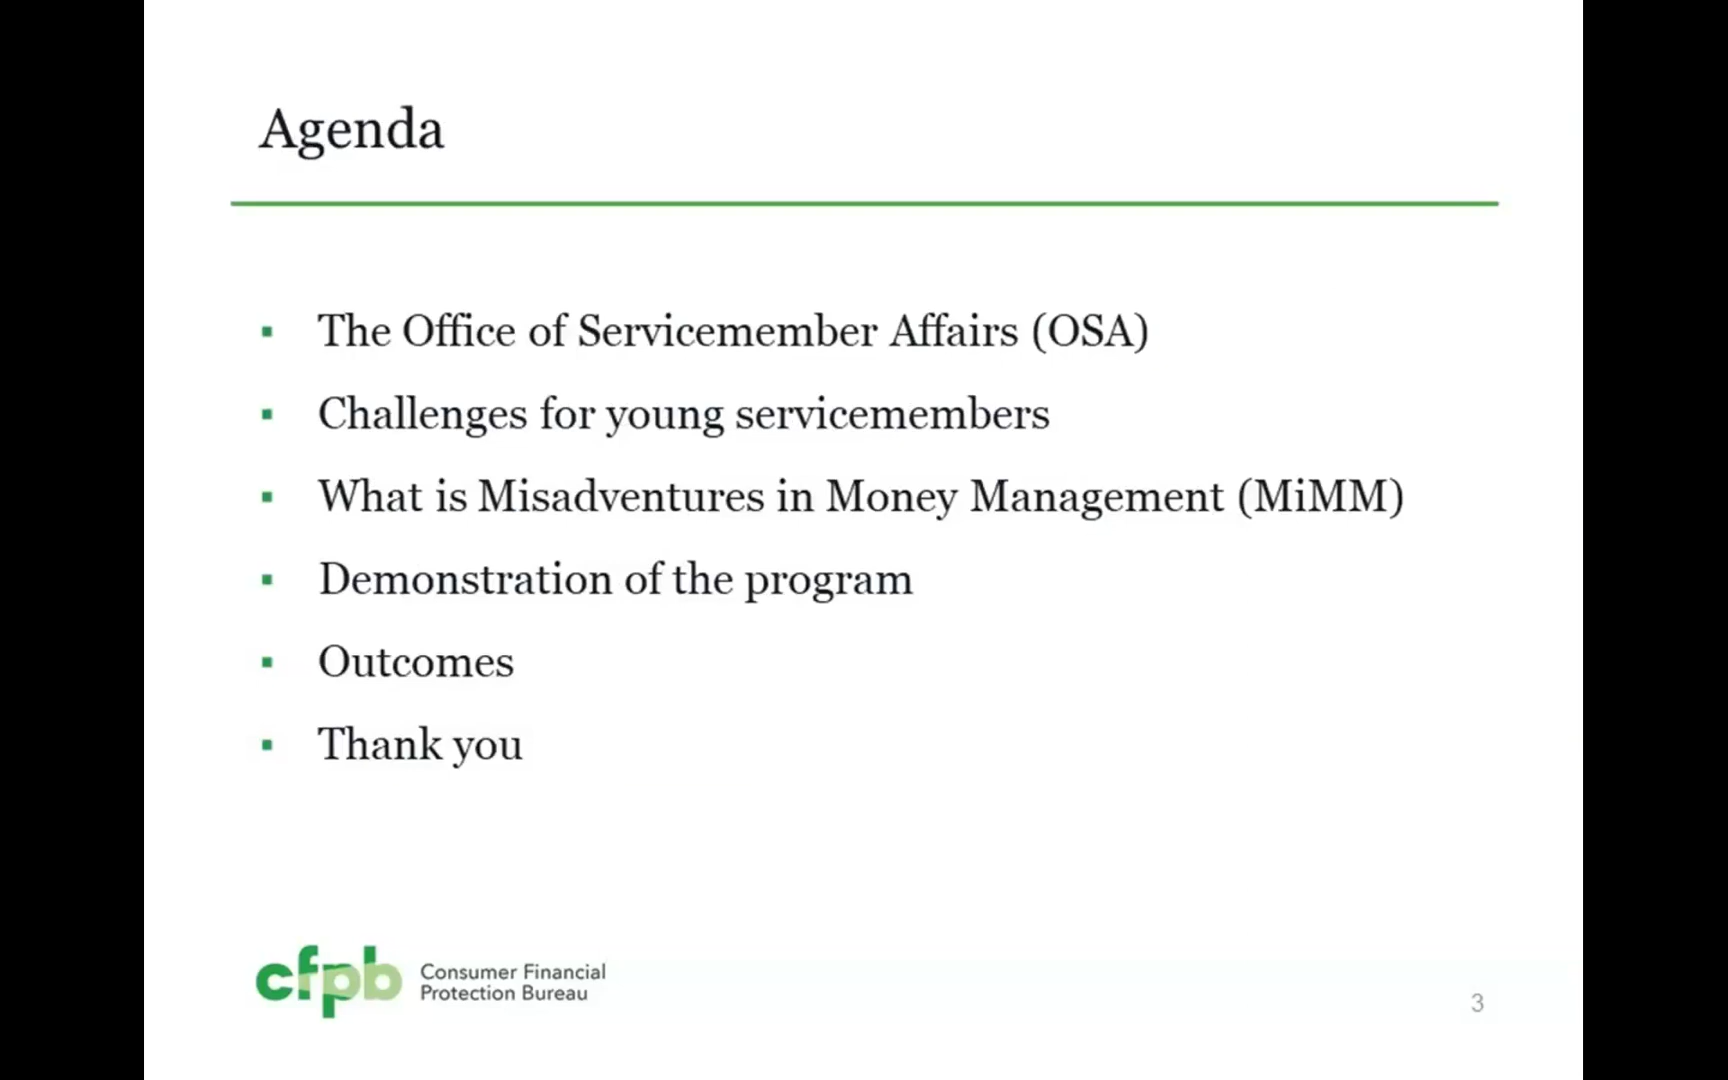 Agenda
▪ The Office of Servicemember Affairs (OSA)
▪ Challenges for young servicemembers
▪ What is Misadventures in Money Management (MiMM)
▪ Demonstration of the program
▪ Outcomes
▪ Thank you
cfpb
Consumer Financial
Protection Bureau
3